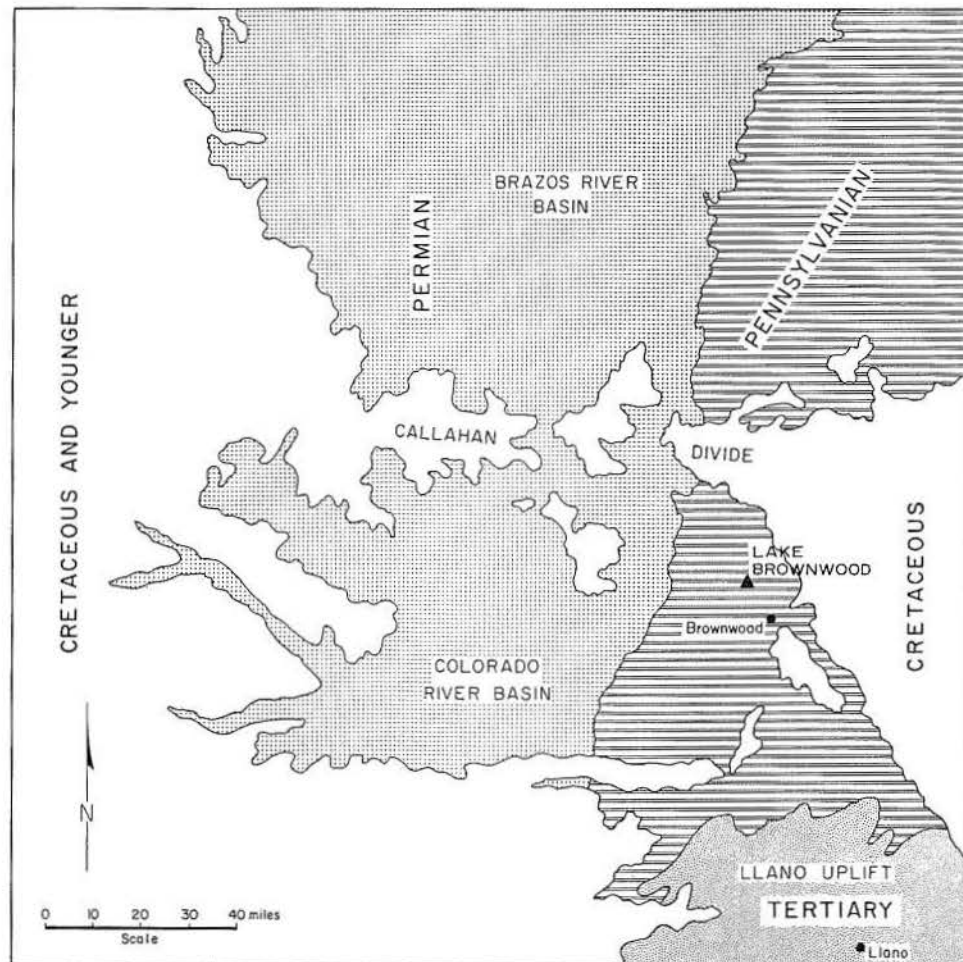 BRAZOS RIVER
BASIN
PERMIAN
PENNSYLVANIAN
CRETACEOUS AND YOUNGER
CALLAHAN
DIVIDE
LAKE
BROWNWOOD
Brownwood
CRETACEOUS
COLORADO
RIVER BASIN
N
LLANO UPLIFT
TERTIARY
Llano
0 10 20 30 40 miles
Scale